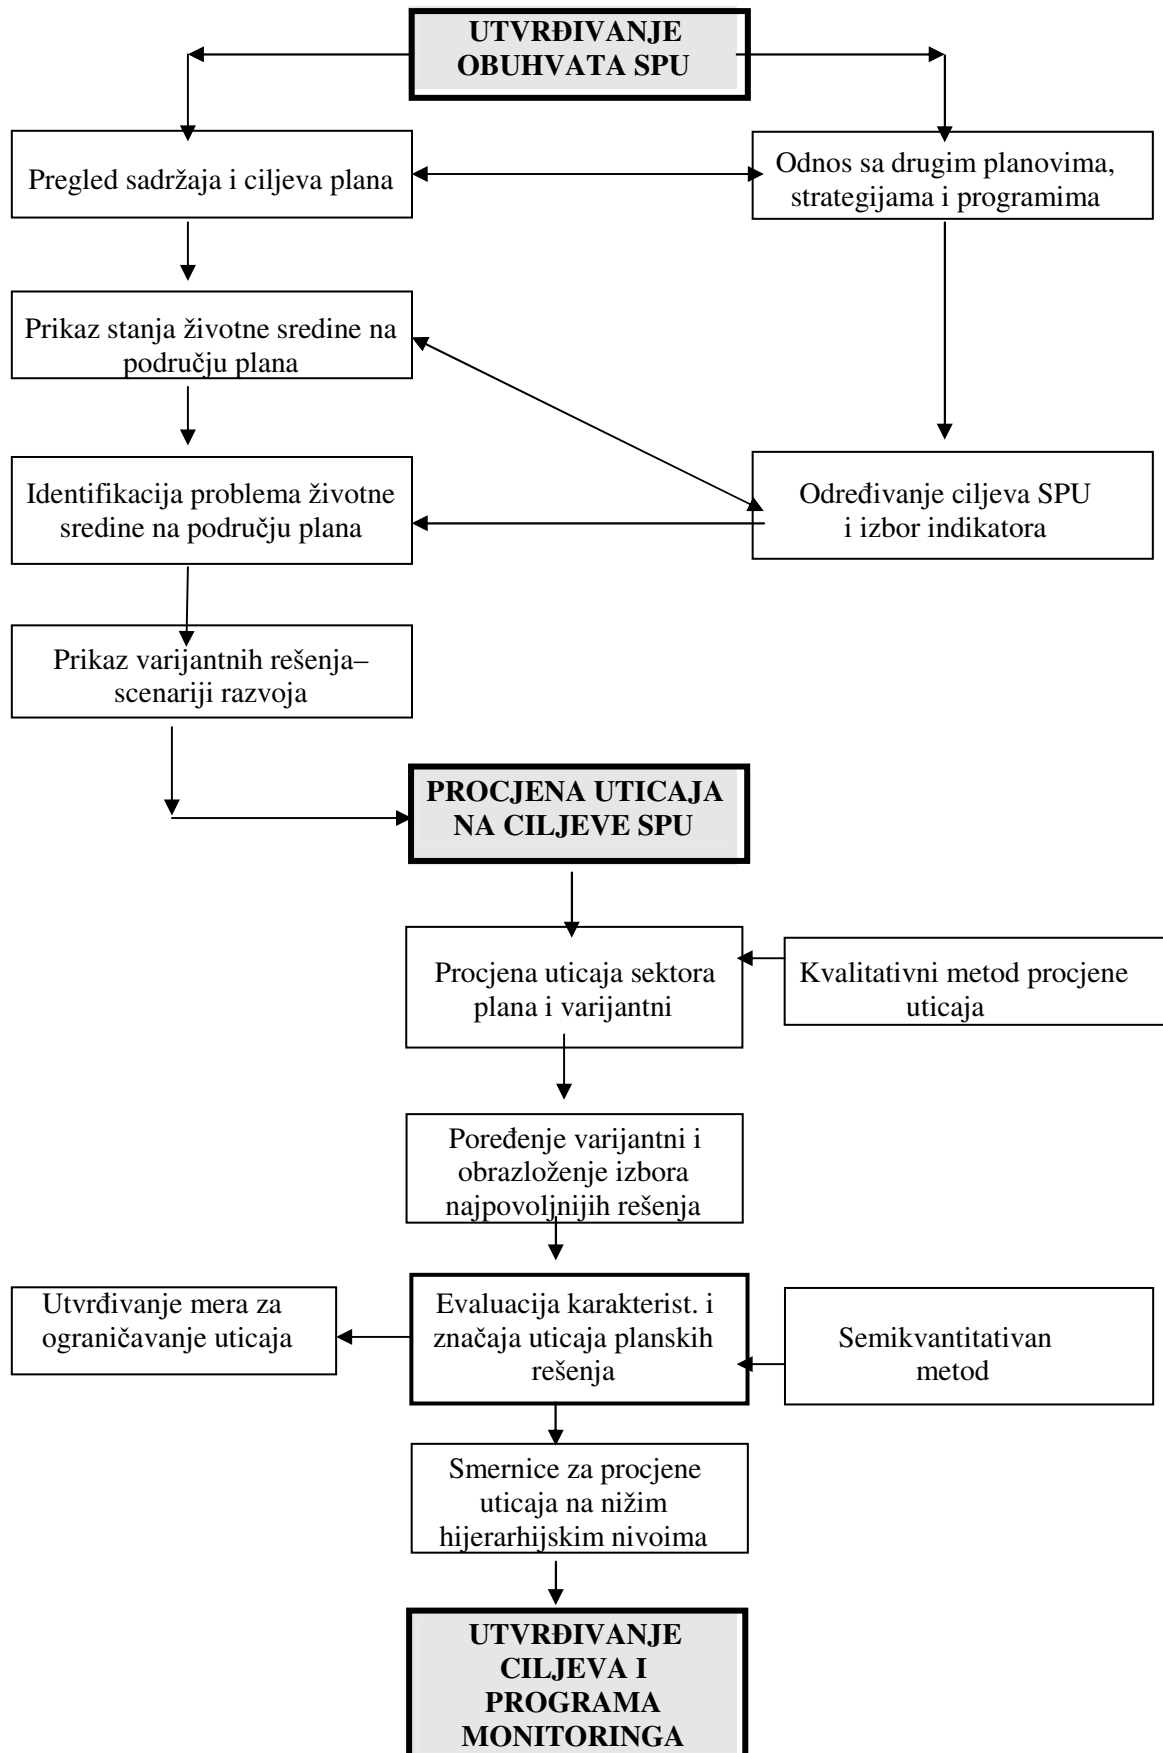 UTVRĐIVANJE
OBUHVATA SPU
Pregled sadržaja i ciljeva plana
Odnos sa drugim planovima,
strategijama i programima
Prikaz stanja životne sredine na
području plana
Identifikacija problema životne
sredine na području plana
Određivanje ciljeva SPU
i izbor indikatora
Prikaz varijantnih rešenja–
scenariji razvoja
PROCJENA UTICAJA
NA CILJEVE SPU
Procjena uticaja sektora
plana i varijantni
Kvalitativni metod procjene
uticaja
Poređenje varijantni i
obrazloženje izbora
najpovoljnijih rešenja
Utvrđivanje mera za
ograničavanje uticaja
Evaluacija karakterist. i
značaja uticaja planskih
rešenja
Semikvantitativan
metod
Smernice za procjene
uticaja na nižim
hijerarhijskim nivoima
UTVRĐIVANJE
CILJEVA I
PROGRAMA
MONITORINGA